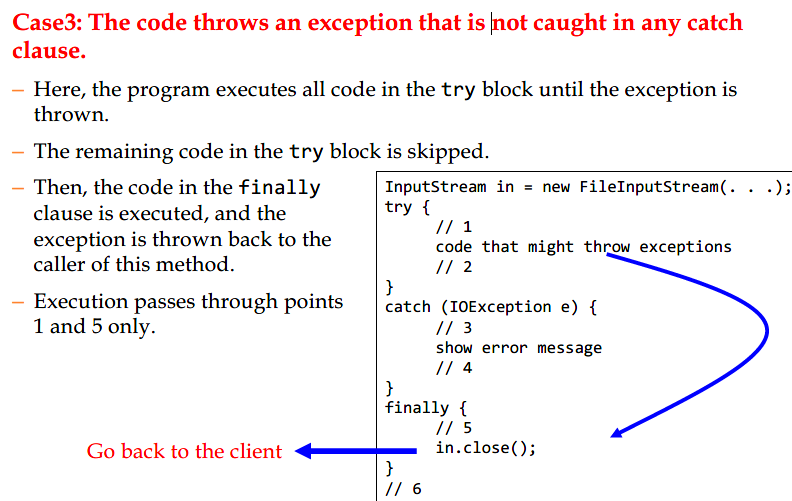 Case3: The code throws an exception that is not caught in any catch
clause.
– Here, the program executes all code in the try block until the exception is
thrown.
– The remaining code in the try block is skipped.
– Then, the code in the finally
clause is executed, and the
exception is thrown back to the
caller of this method.
– Execution passes through points
1 and 5 only.
InputStream in = new FileInputStream(. . .);
try {
// 1
code that might throw exceptions
// 2
}
catch (IOException e) {
// 3
show error message
// 4
}
finally {
// 5
in.close();
}
// 6
Go back to the client